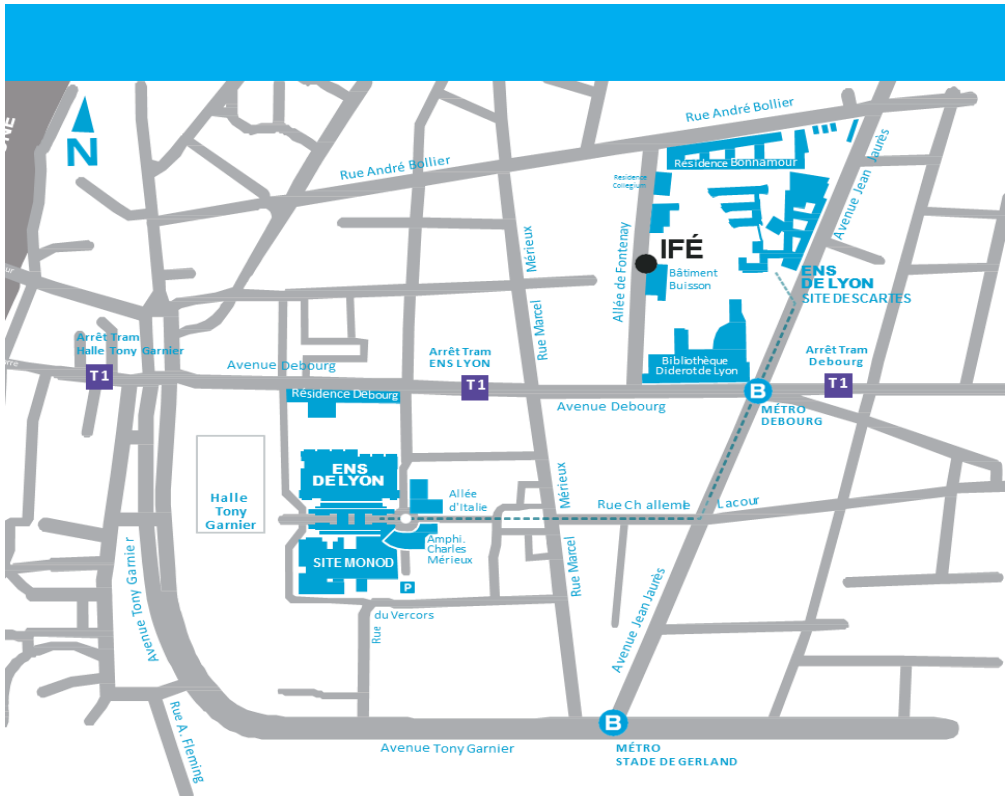 Rue André Bollier
Rue André Bollier
Résidence Bonnamour
Residence
Collegium
N
IFÉ
Bâtiment
Buisson
Allée de Fontenay
Avenue Jean Jaurès
ENS
DE LYON
SITE DESCARTES
Mérieux
Rue Marcel
Arrêt Tram
Halle Tony Garnier
T1
Avenue Debourg
Arrêt Tram
ENS LYON
T1
Bibliothèque
Diderot de Lyon
Arrêt Tram
Debourg
T1
Résidence Debourg
Avenue Debourg
B
MÉTRO
DEBOURG
ENS
DE LYON
Halle
Tony
Garnier
Allée
d'Italie
Mérieux
Rue Marcel
Rue Ch allemel
Lacour
Amphi.
Charles
Mérieux
SITE MONOD
P
Rue
du Vercors
Avenue Tony Garnier
Avenue Jean Jaurès
Rue A. Fleming
Avenue Tony Garnier
B
MÉTRO
STADE DE GERLAND